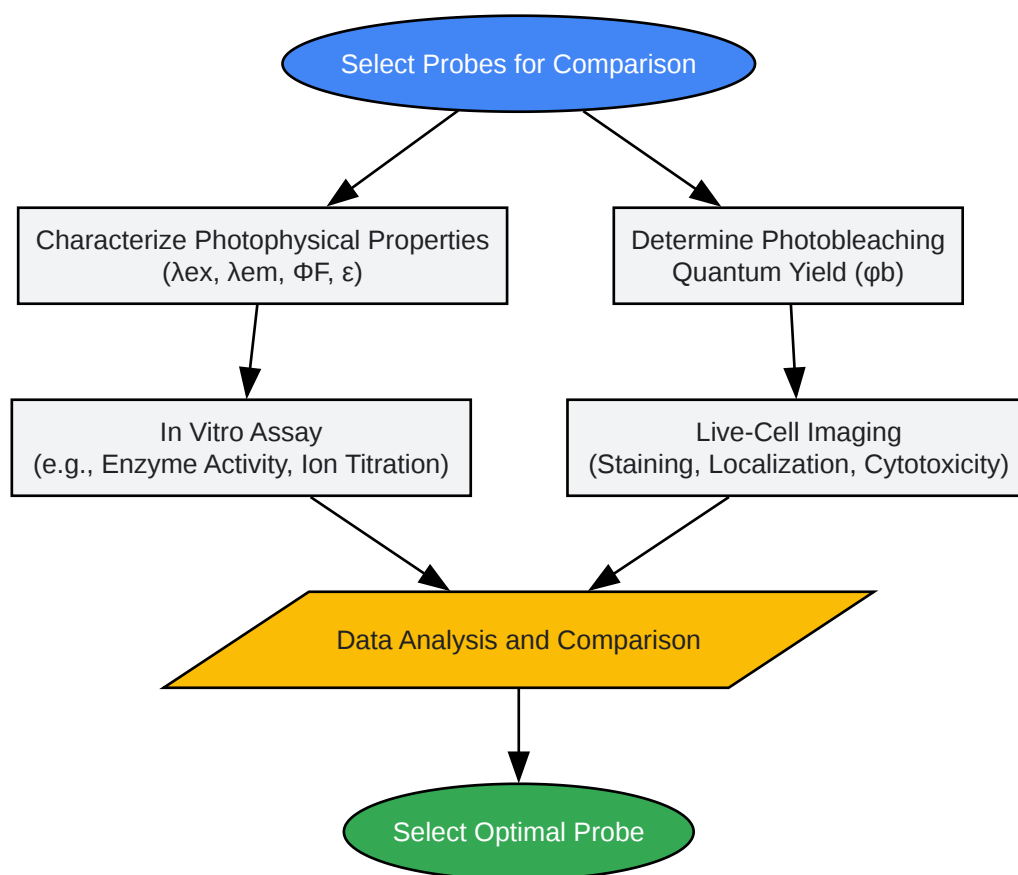 Select Probes for Comparison
Characterize Photophysical Properties
(λex, λem, ΦF, ε)
Determine Photobleaching
Quantum Yield (φb)
In Vitro Assay
(e.g., Enzyme Activity, Ion Titration)
Live-Cell Imaging
(Staining, Localization, Cytotoxicity)
Data Analysis and Comparison
Select Optimal Probe